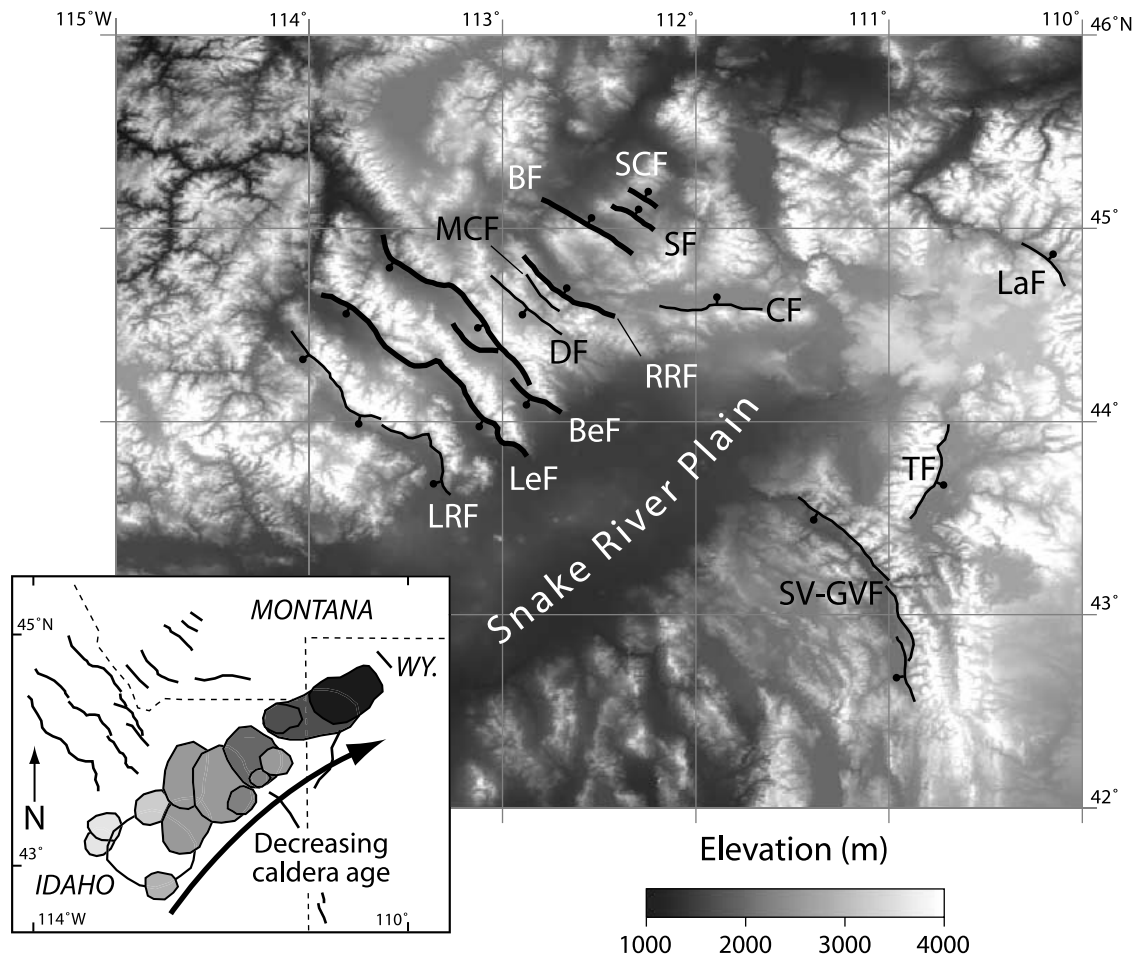 115˚W 114˚ 113˚ 112˚ 111˚ 110˚
46˚N
SCF
BF
MCF
45˚
SF
LaF
CF
DF
RRF
44˚
BeF
TF
LeF
LRF
Snake River Plain
SV-GVF
43˚
42˚
MONTANA
45˚N
WY.
N
Decreasing
caldera age
43˚
IDAHO
114˚W 110˚
Elevation (m)
1000 2000 3000 4000